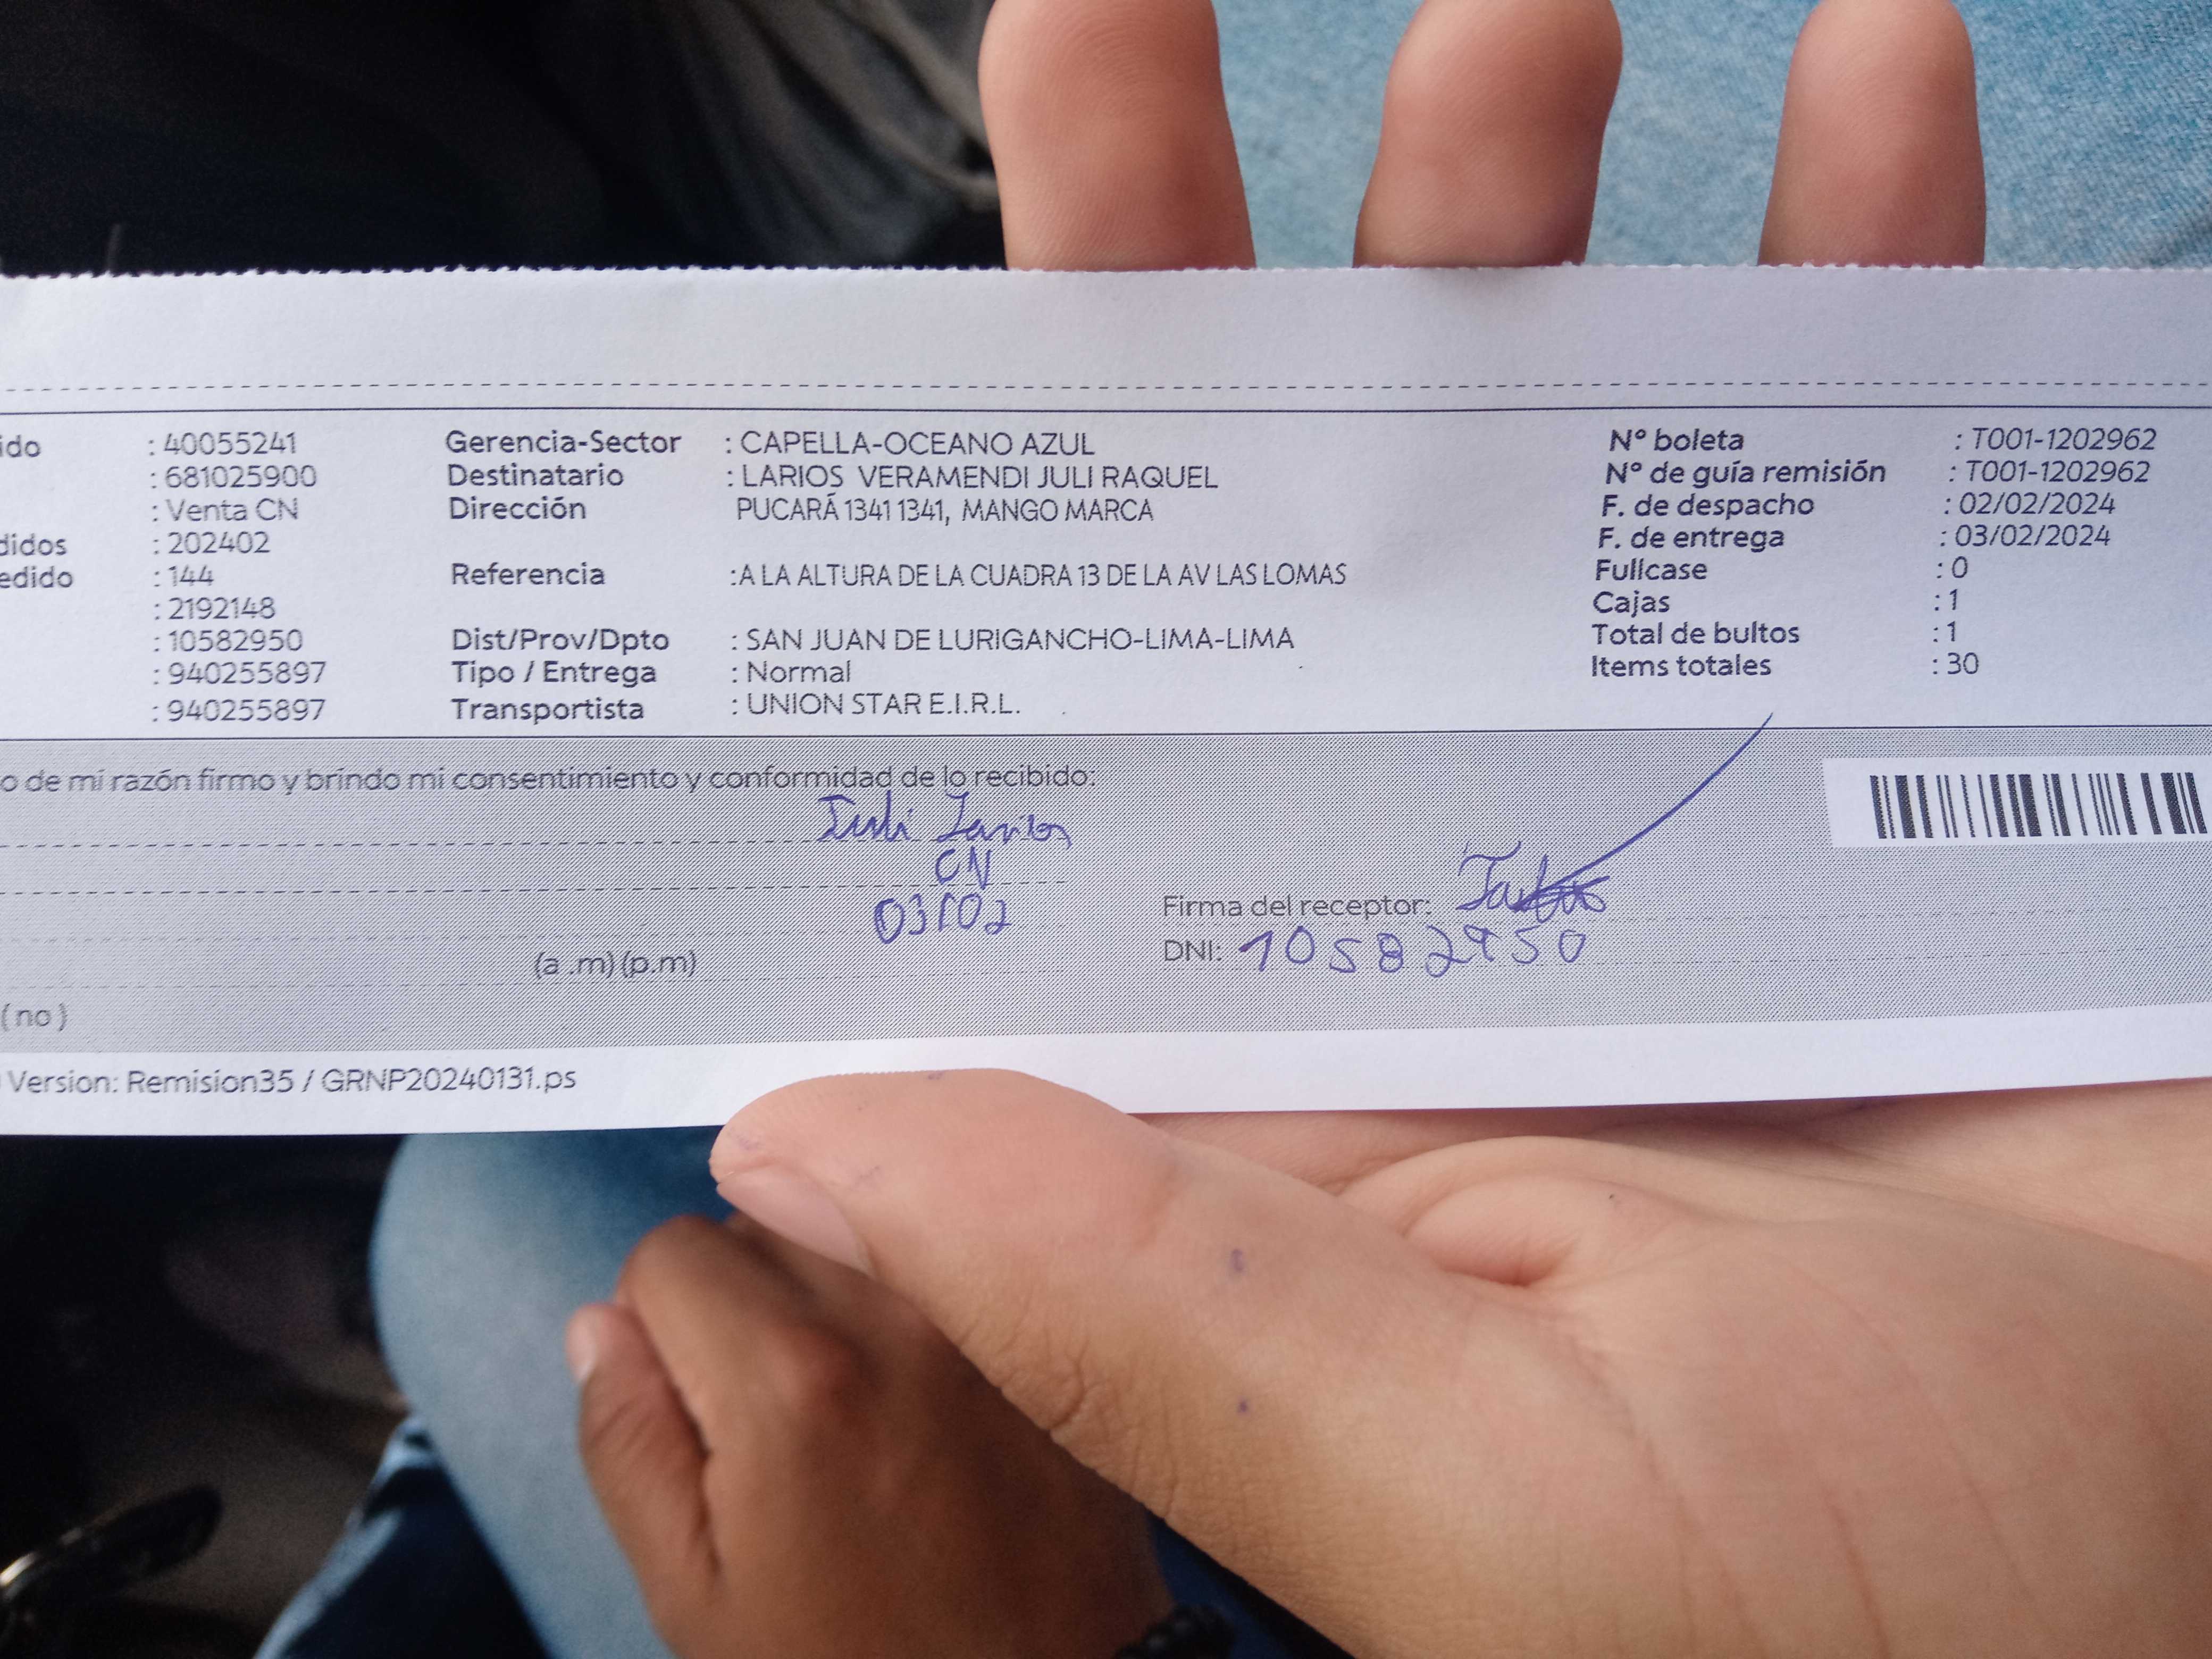 ido : 40055241 Gerencia-Sector : CAPELLA-OCEANO AZUL N° boleta : T001-1202962
: 681025900 Destinatario : LARIOS VERAMENDI JULI RAQUEL N° de guía remisión : T001-1202962
: Venta CN Dirección PUCARÁ 1341 1341, MANGO MARCA F. de despacho : 02/02/2024
didos : 202402 F. de entrega : 03/02/2024
edido : 144 Referencia :A LA ALTURA DE LA CUADRA 13 DE LA AV LAS LOMAS Fullcase : 0
: 2192148 Cajas : 1
: 10582950 Dist/Prov/Dpto : SAN JUAN DE LURIGANCHO-LIMA-LIMA Total de bultos : 1
: 940255897 Tipo / Entrega : Normal Items totales : 30
: 940255897 Transportista : UNION STAR E.I.R.L.
o de mi razón firmo y brindo mi consentimiento y conformidad de lo recibido:
Juli Larios
CN
03/02
Firma del receptor:
DNI: 10582950
(a .m) (p.m)
(no)
Version: Remision35 / GRNP20240131.ps